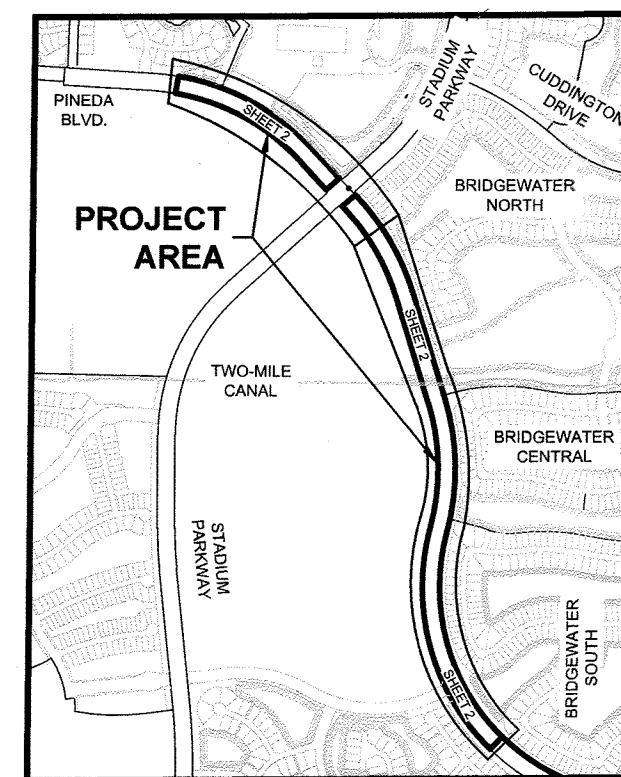 PINEDA
BLVD.
SHEET 2
STADIUM
PARKWAY
CUDDINGTON
DRIVE
BRIDGEWATER
NORTH
PROJECT
AREA
SHEET 2
TWO-MILE
CANAL
BRIDGEWATER
CENTRAL
STADIUM
PARKWAY
BRIDGEWATER
SOUTH
SHEET 2